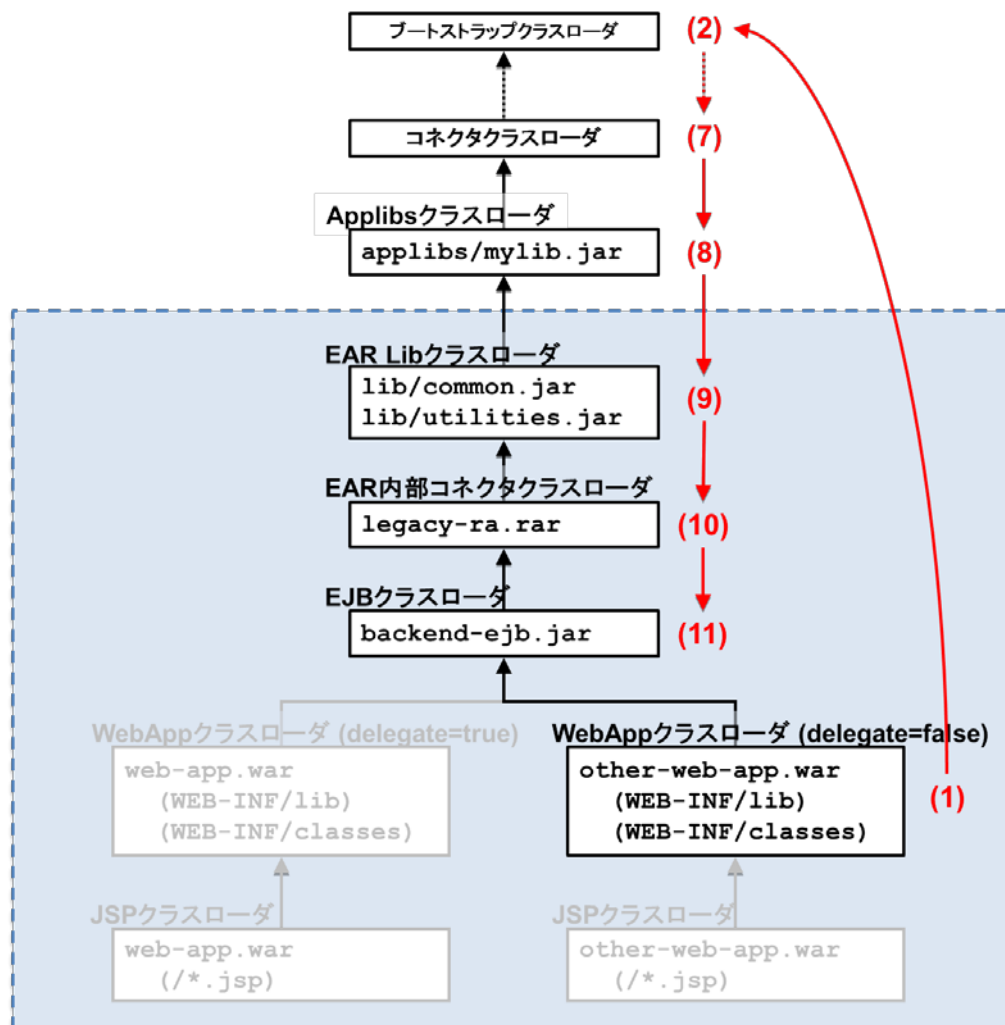 ブートストラップクラスローダ
(2)
コネクタクラスローダ
(7)
Applibsクラスローダ
applibs/mylib.jar
(8)
EAR Libクラスローダ
lib/common.jar
lib/utilities.jar
(9)
EAR内部コネクタクラスローダ
legacy-ra.rar
(10)
EJBクラスローダ
backend-ejb.jar
(11)
WebAppクラスローダ (delegate=true)
web-app.war
(WEB-INF/lib)
(WEB-INF/classes)
WebAppクラスローダ (delegate=false)
other-web-app.war
(WEB-INF/lib)
(WEB-INF/classes)
(1)
JSPクラスローダ
web-app.war
(/*.jsp)
JSPクラスローダ
other-web-app.war
(/*.jsp)